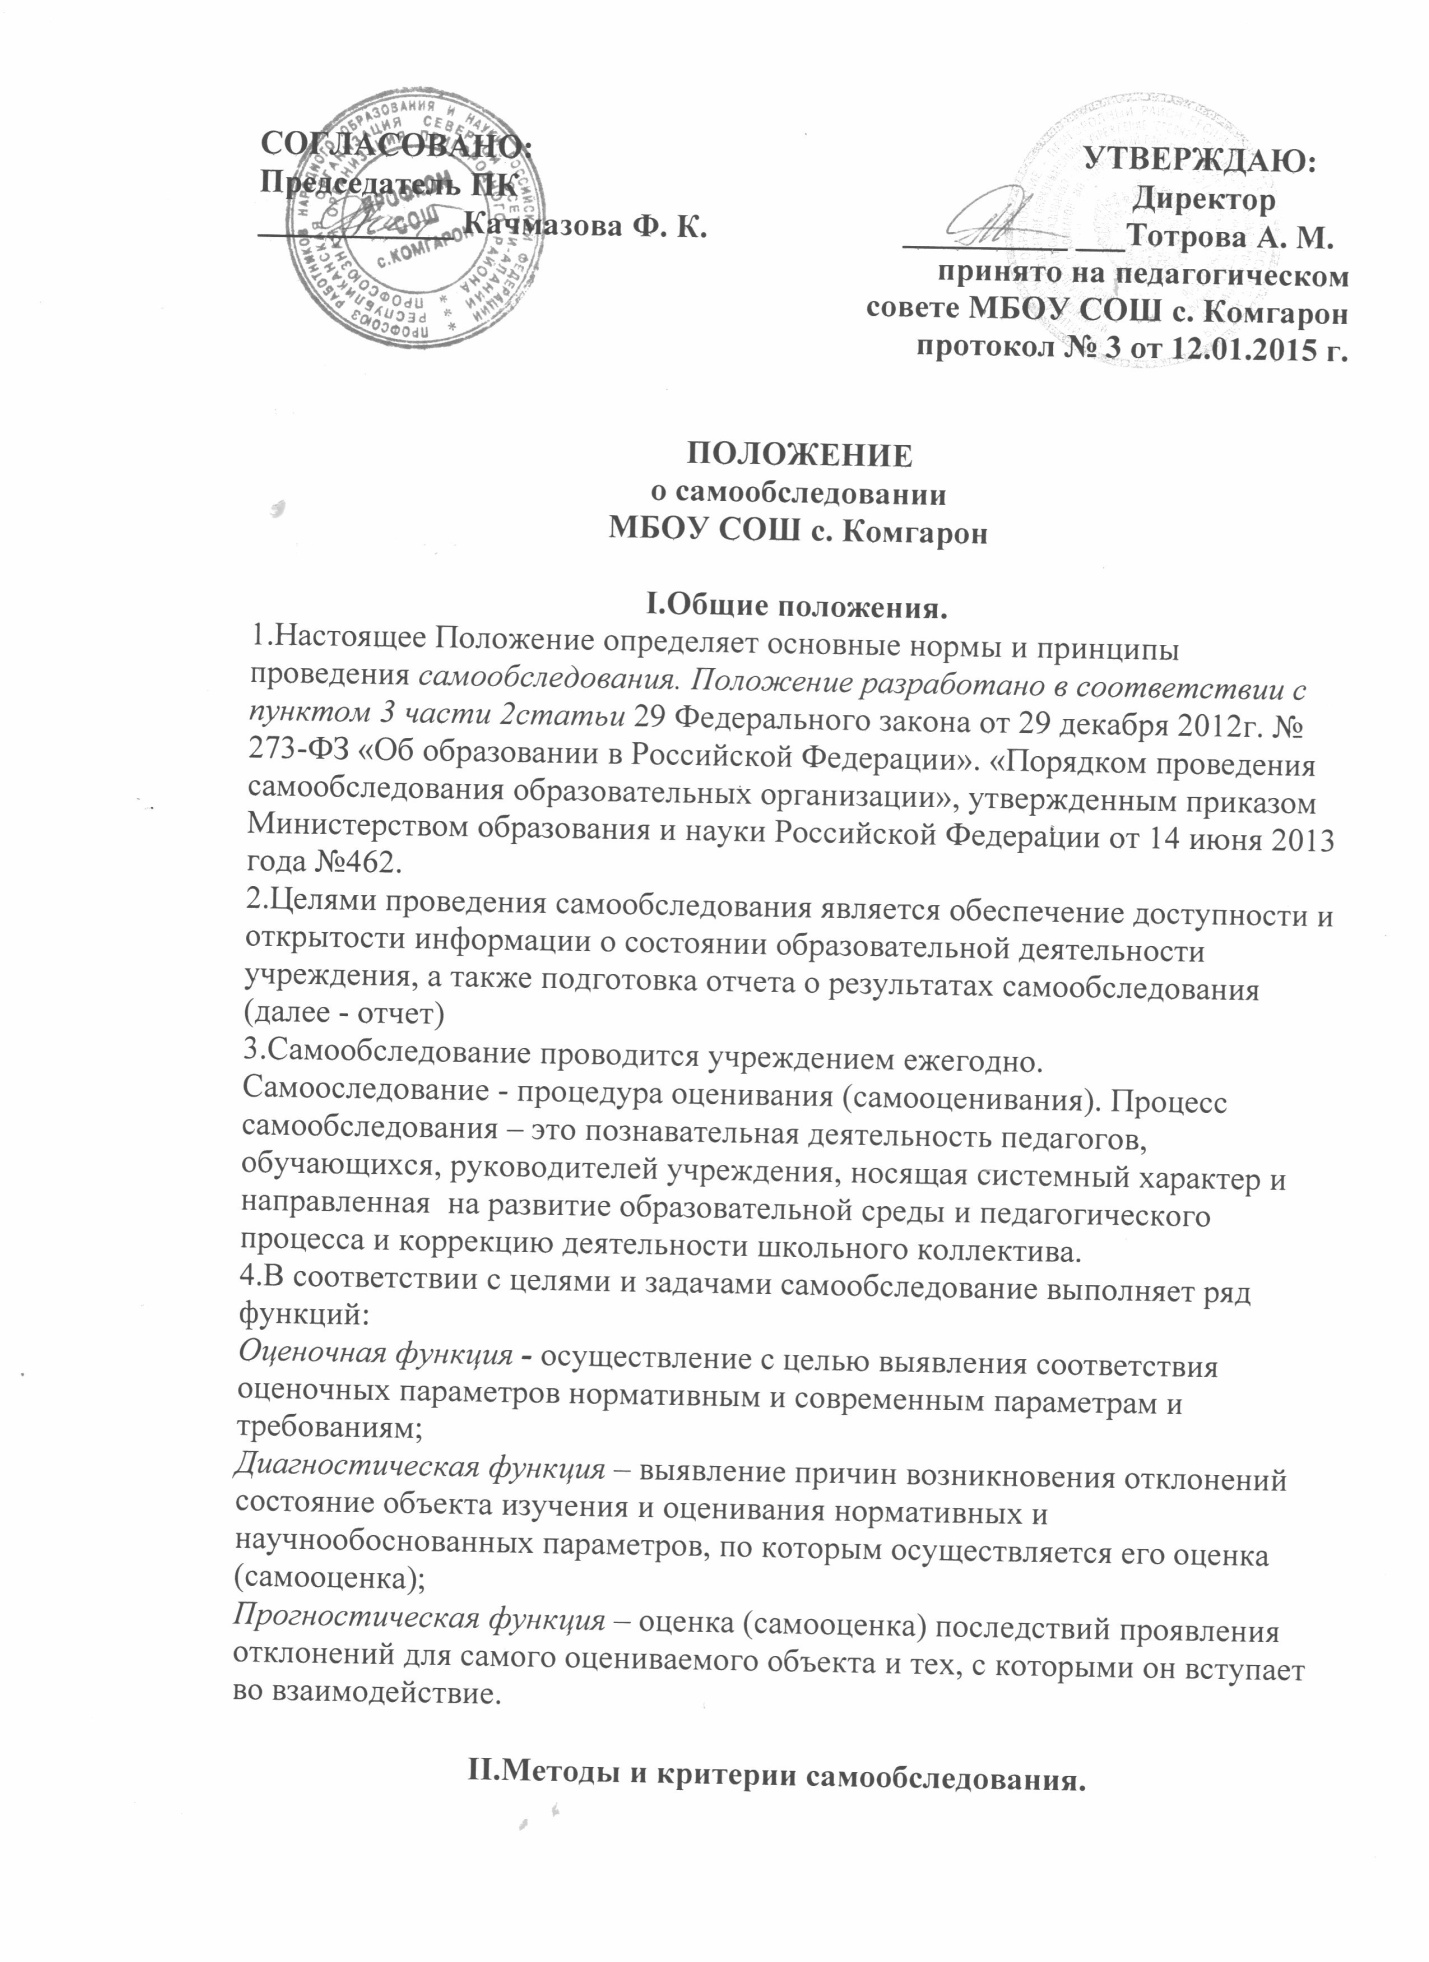 СОГЛАСОВАНО:
Председатель ПК
____________ Качмазова Ф. К.
ПРОФКОМ
СОШ
с.КОМГАРОН
УТВЕРЖДАЮ:
Директор
__________ ___Тотрова А. М.
принято на педагогическом
совете МБОУ СОШ с. Комгарон
протокол № 3 от 12.01.2015 г.
ПОЛОЖЕНИЕ
о самообследовании
МБОУ СОШ с. Комгарон
I.Общие положения.
1.Настоящее Положение определяет основные нормы и принципы
проведения самообследования. Положение разработано в соответствии с
пунктом 3 части 2статьи 29 Федерального закона от 29 декабря 2012г. №
273-ФЗ «Об образовании в Российской Федерации». «Порядком проведения
самообследования образовательных организации», утвержденным приказом
Министерством образования и науки Российской Федерации от 14 июня 2013
года №462.
2.Целями проведения самообследования является обеспечение доступности и
открытости информации о состоянии образовательной деятельности
учреждения, а также подготовка отчета о результатах самообследования
(далее - отчет)
3.Самообследование проводится учреждением ежегодно.
Самооследование - процедура оценивания (самооценивания). Процесс
самообследования – это познавательная деятельность педагогов,
обучающихся, руководителей учреждения, носящая системный характер и
направленная  на развитие образовательной среды и педагогического
процесса и коррекцию деятельности школьного коллектива.
4.В соответствии с целями и задачами самообследование выполняет ряд
функций:
Оценочная функция - осуществление с целью выявления соответствия
оценочных параметров нормативным и современным параметрам и
требованиям;
Диагностическая функция – выявление причин возникновения отклонений
состояние объекта изучения и оценивания нормативных и
научнообоснованных параметров, по которым осуществляется его оценка
(самооценка);
Прогностическая функция – оценка (самооценка) последствий проявления
отклонений для самого оцениваемого объекта и тех, с которыми он вступает
во взаимодействие.
II.Методы и критерии самообследования.